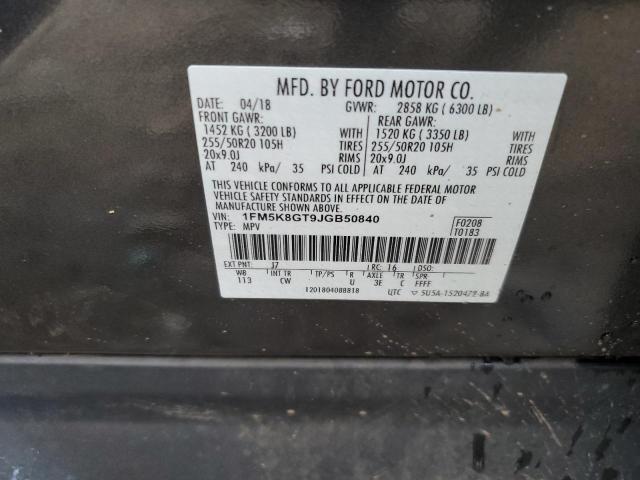 MFD. BY FORD MOTOR CO.
DATE: 04/18 GVWR: 2858 KG ( 6300 LB)
FRONT GAWR: REAR GAWR:
1452 KG ( 3200 LB) WITH 1520 KG ( 3350 LB) WITH
255/50R20 105H TIRES 255/50R20 105H TIRES
20x9.0J RIMS 20x9.0J RIMS
AT 240 kPa/ 35 PSI COLD AT 240 kPa/ 35 PSI COLD
THIS VEHICLE CONFORMS TO ALL APPLICABLE FEDERAL MOTOR
VEHICLE SAFETY STANDARDS IN EFFECT ON THE DATE OF
MANUFACTURE SHOWN ABOVE.
VIN: 1FM5K8GT9JGB50840 F0208
TYPE: MPV T0183
EXT PNT: J7 RC: 16 DSO:
WB INT TR TP/PS R AXLE TR SPR
113 CW U 3E C FFFF
1201804088818 UTC ▽ 5U5A-1520472-BA